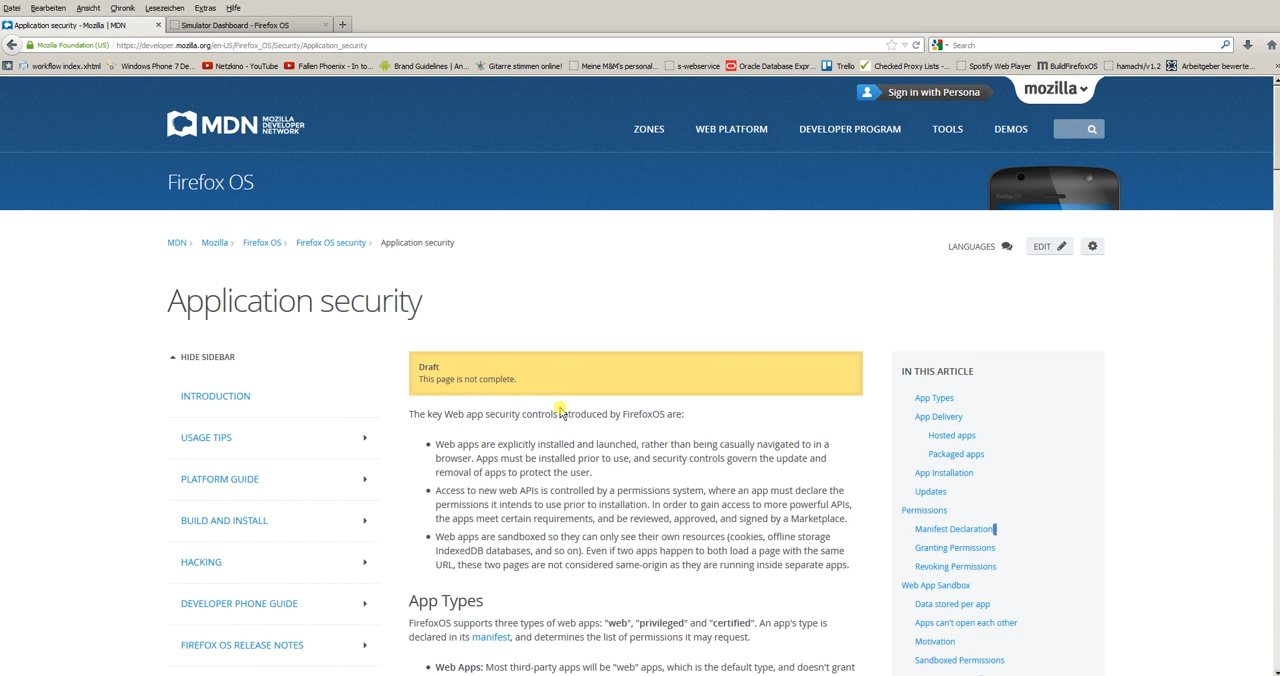 Datei Bearbeiten Ansicht Chronik Lesezeichen Extras Hilfe
Application security - Mozilla | MDN × Simulator Dashboard - Firefox OS × +
Mozilla Foundation (US) https://developer.mozilla.org/en-US/Firefox_OS/Security/Application_security Search
workflow index.xhtml Windows Phone 7 De... Netzkino - YouTube Fallen Phoenix - In to... Brand Guidelines | An... Gitarre stimmen online! Meine M&M's personal... s-webservice Oracle Database Expr... Trello Checked Proxy Lists -... Spotify Web Player BuildFirefoxOS hamachi/v1.2 Arbeitgeber bewerte...
Sign in with Persona mozilla
MDN MOZILLA DEVELOPER NETWORK
ZONES WEB PLATFORM DEVELOPER PROGRAM TOOLS DEMOS
Firefox OS
MDN › Mozilla › Firefox OS › Firefox OS security › Application security
LANGUAGES EDIT
Application security
HIDE SIDEBAR
INTRODUCTION
USAGE TIPS
PLATFORM GUIDE
BUILD AND INSTALL
HACKING
DEVELOPER PHONE GUIDE
FIREFOX OS RELEASE NOTES
Draft
This page is not complete.
The key Web app security controls introduced by FirefoxOS are:
• Web apps are explicitly installed and launched, rather than being casually navigated to in a
browser. Apps must be installed prior to use, and security controls govern the update and
removal of apps to protect the user.
• Access to new web APIs is controlled by a permissions system, where an app must declare the
permissions it intends to use prior to installation. In order to gain access to more powerful APIs,
the apps meet certain requirements, and be reviewed, approved, and signed by a Marketplace.
• Web apps are sandboxed so they can only see their own resources (cookies, offline storage
IndexedDB databases, and so on). Even if two apps happen to both load a page with the same
URL, these two pages are not considered same-origin as they are running inside separate apps.
App Types
FirefoxOS supports three types of web apps: "web", "privileged" and "certified". An app's type is
declared in its manifest, and determines the list of permissions it may request.
• Web Apps: Most third-party apps will be "web" apps, which is the default type, and doesn't grant
IN THIS ARTICLE
App Types
App Delivery
Hosted apps
Packaged apps
App Installation
Updates
Permissions
Manifest Declaration
Granting Permissions
Revoking Permissions
Web App Sandbox
Data stored per app
Apps can't open each other
Motivation
Sandboxed Permissions